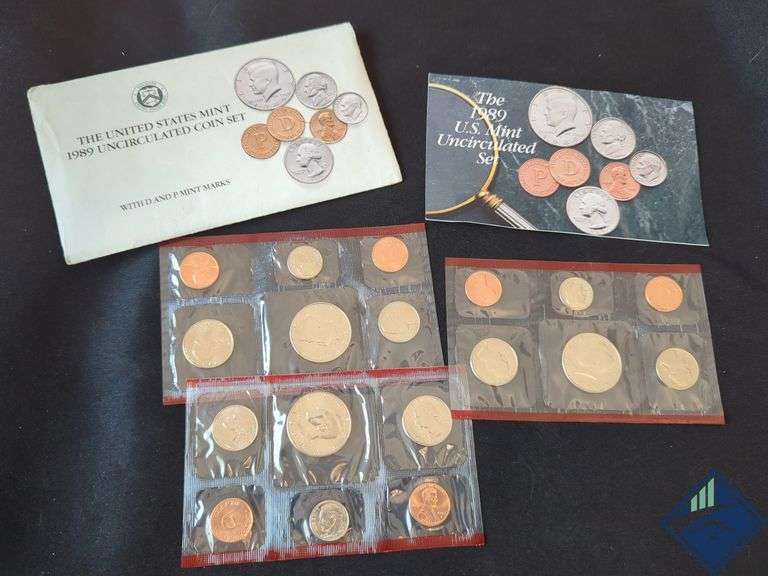 THE UNITED STATES MINT
1989 UNCIRCULATED COIN SET
WITH D AND P MINT MARKS
P
D
The
1989
U.S. Mint
Uncirculated
Set
P
D